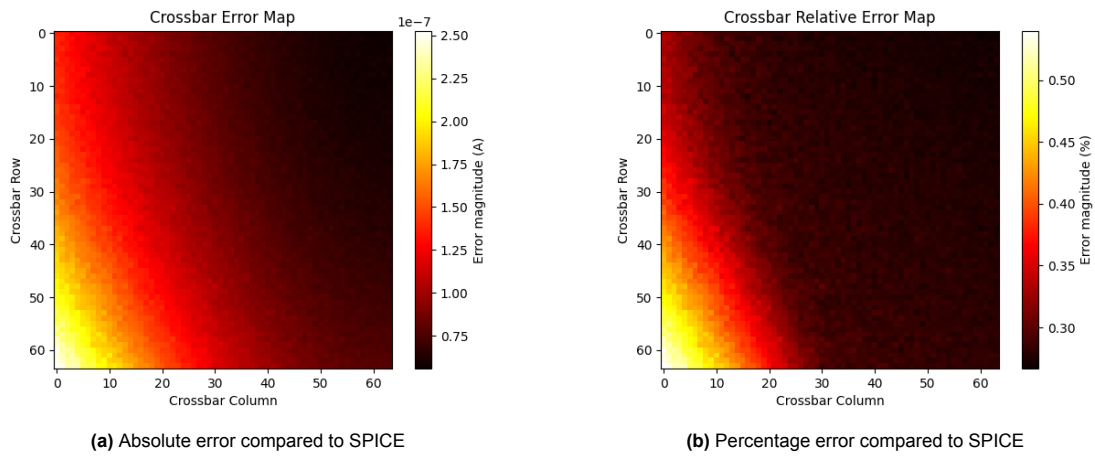 Crossbar Error Map
1e−7
0
10
20
30
40
50
60
Crossbar Row
0 10 20 30 40 50 60
Crossbar Column
2.50
2.25
2.00
1.75
1.50
1.25
1.00
0.75
Error magnitude (A)
(a) Absolute error compared to SPICE
Crossbar Relative Error Map
0
10
20
30
40
50
60
Crossbar Row
0 10 20 30 40 50 60
Crossbar Column
0.50
0.45
0.40
0.35
0.30
Error magnitude (%)
(b) Percentage error compared to SPICE